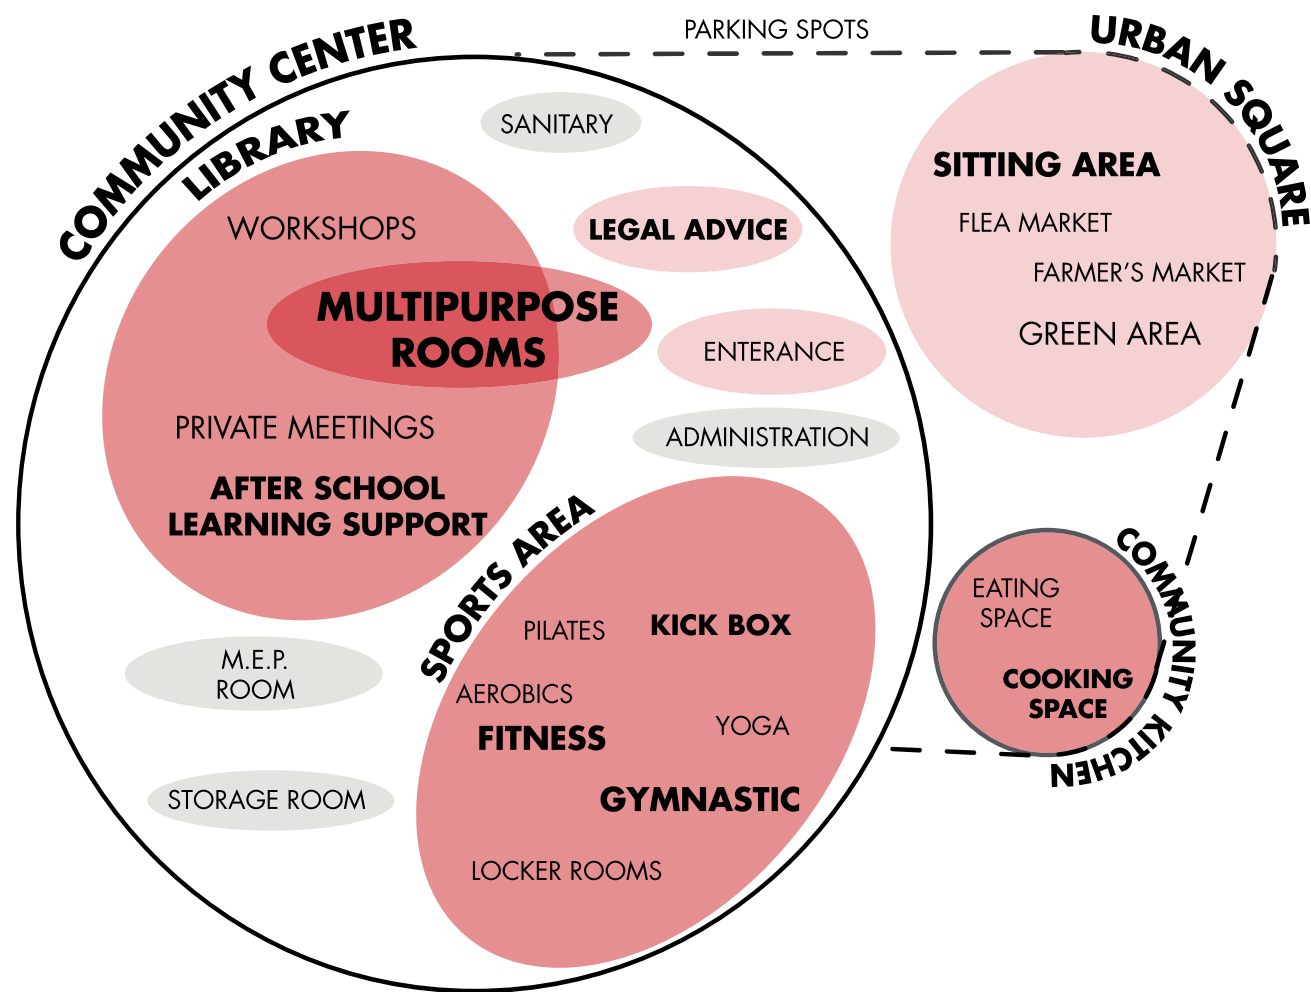 PARKING SPOTS
COMMUNITY CENTER
URBAN SQUARE
LIBRARY
SANITARY
SITTING AREA
WORKSHOPS
LEGAL ADVICE
FLEA MARKET
FARMER'S MARKET
MULTIPURPOSE
ROOMS
GREEN AREA
ENTERANCE
PRIVATE MEETINGS
ADMINISTRATION
AFTER SCHOOL
LEARNING SUPPORT
SPORTS AREA
COMMUNITY KITCHEN
EATING
SPACE
PILATES
KICK BOX
M.E.P.
ROOM
COOKING
SPACE
AEROBICS
FITNESS
YOGA
STORAGE ROOM
GYMNASTIC
LOCKER ROOMS